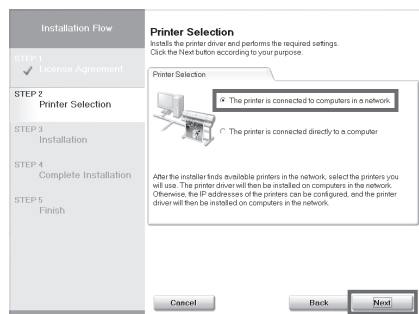 Installation Flow
STEP 1
License Agreement
STEP 2
Printer Selection
STEP 3
Installation
STEP 4
Complete Installation
STEP 5
Finish
Printer Selection
Installs the printer driver and performs the required settings.
Click the Next button according to your purpose.
Printer Selection
The printer is connected to computers in a network
The printer is connected directly to a computer
After the installer finds available printers in the network, select the printers you
will use. The printer driver will then be installed on computers in the network.
Otherwise, the IP addresses of the printers can be configured, and the printer
driver will then be installed on computers in the network.
Cancel
Back
Next